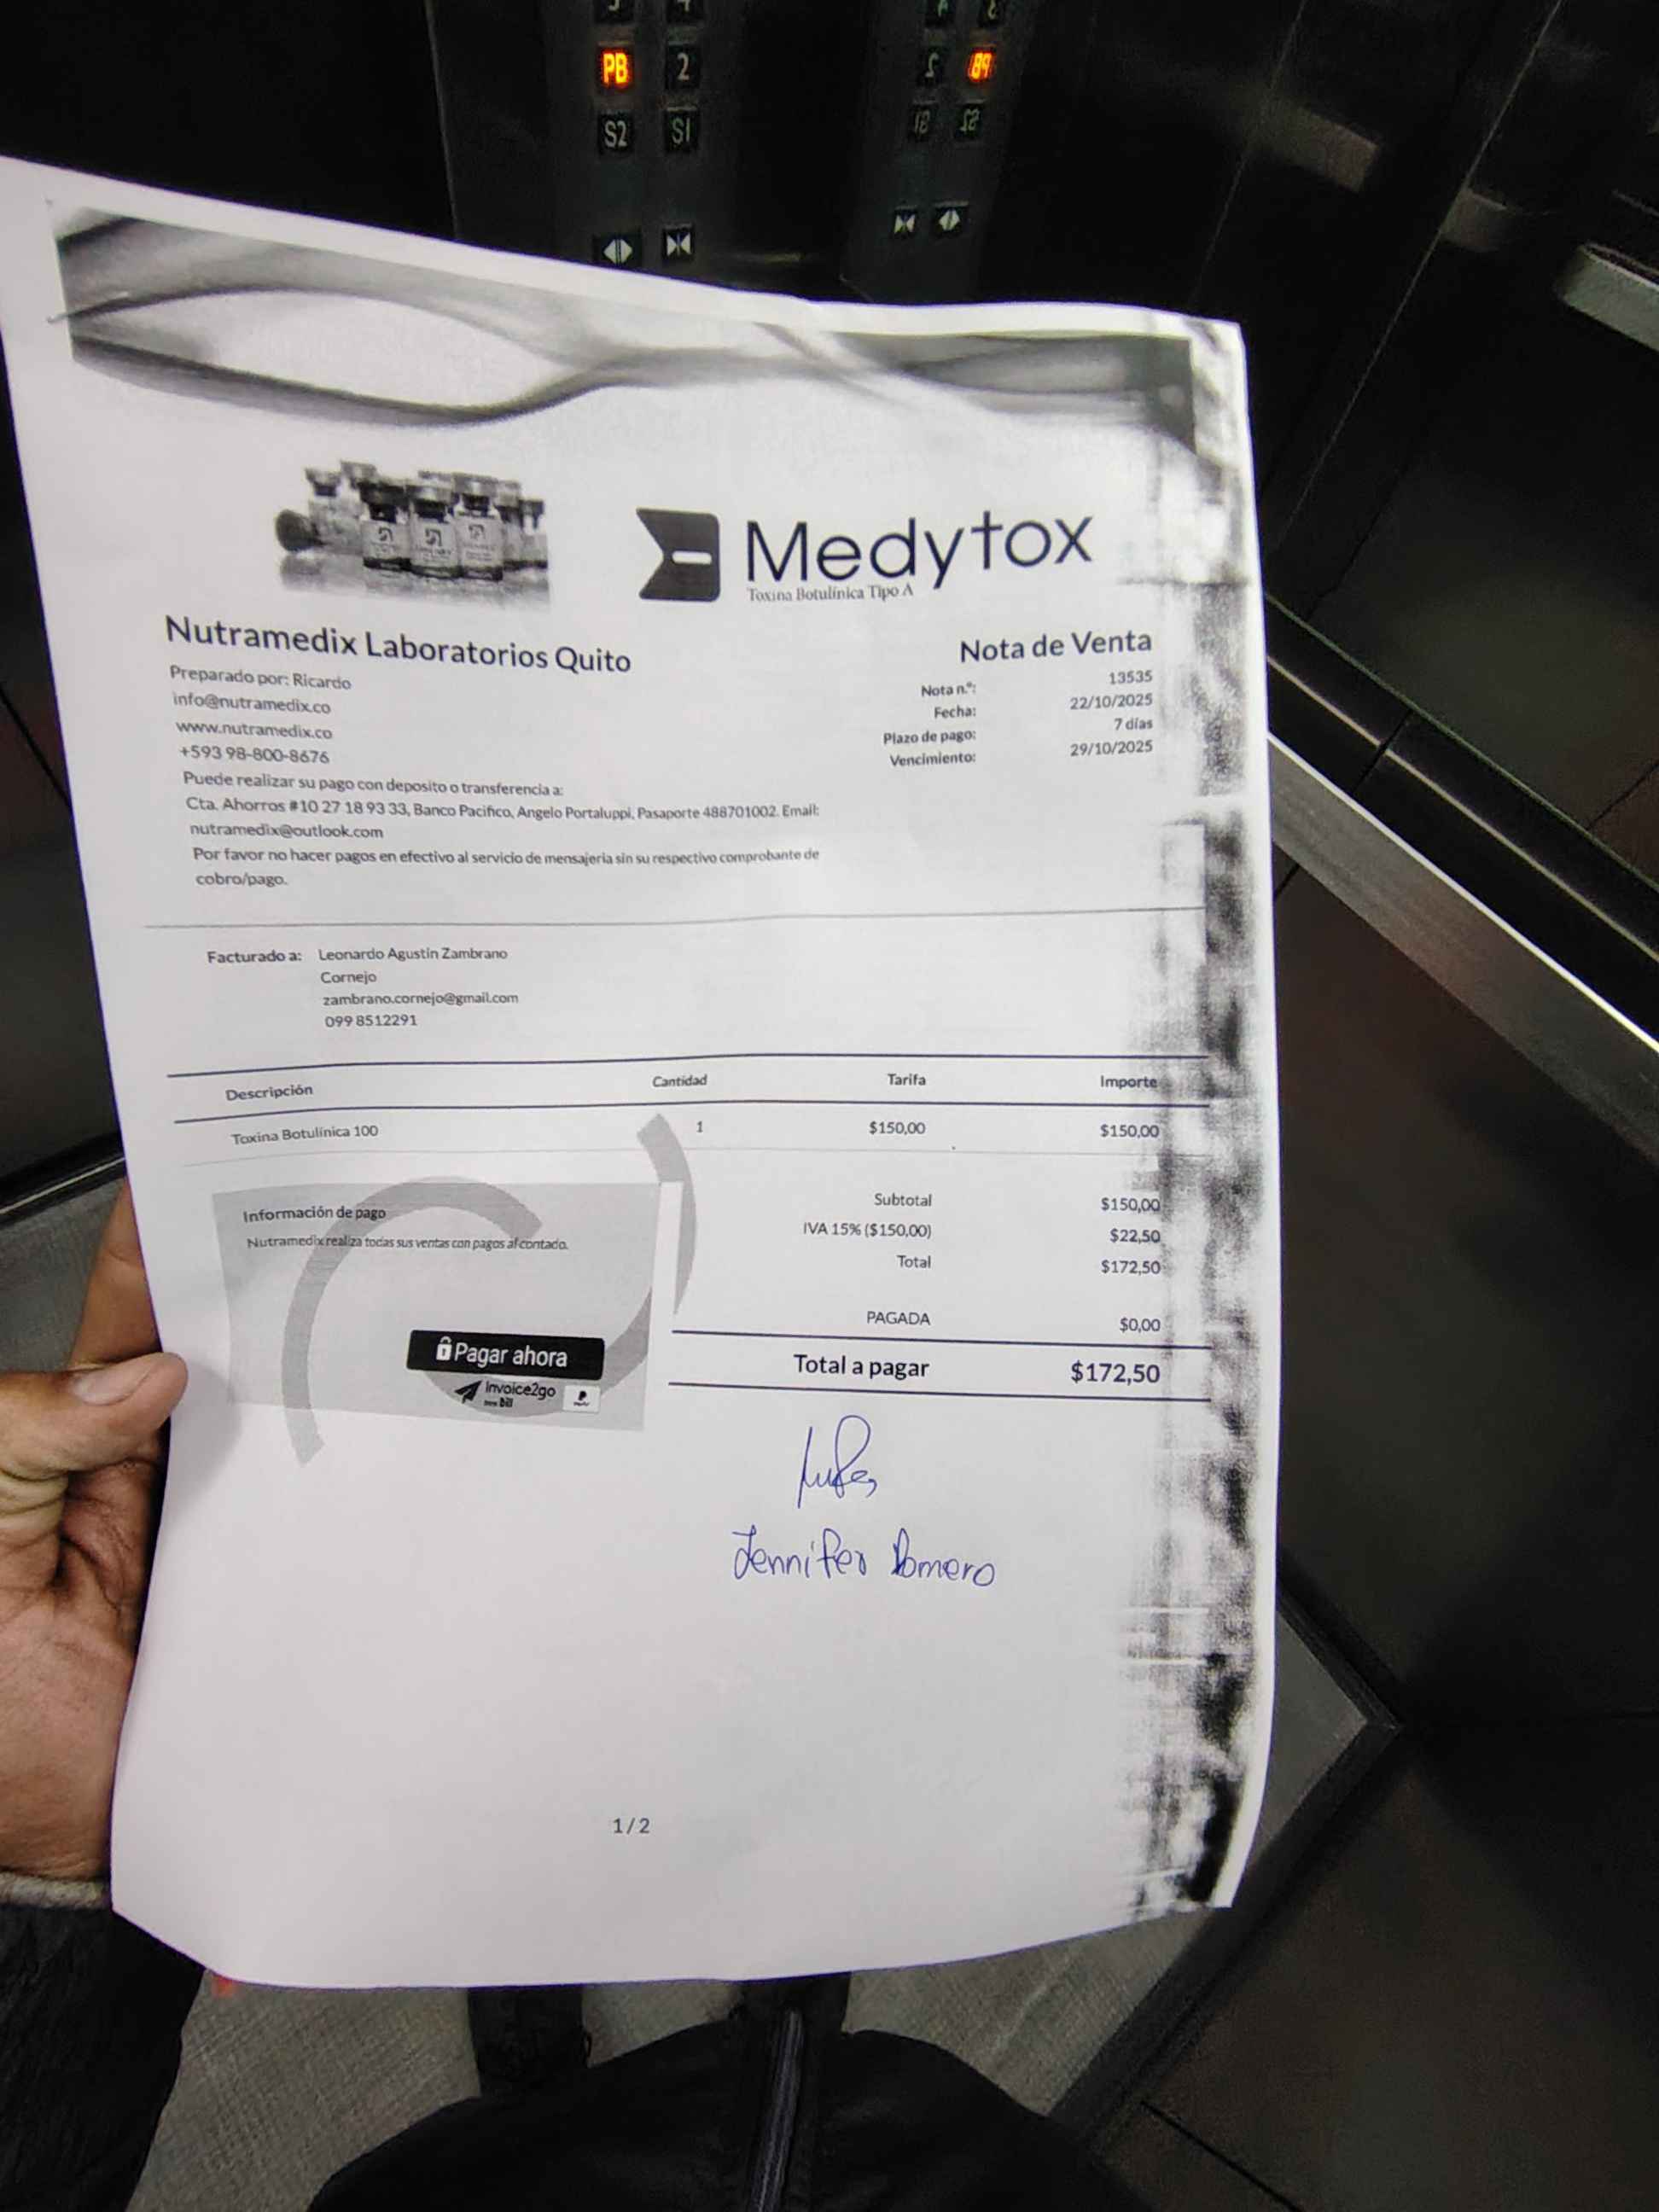 PB 2
S2 S1
Medytox
Toxina Botulínica Tipo A
Nutramedix Laboratorios Quito
Preparado por: Ricardo
info@nutramedix.co
www.nutramedix.co
+593 98-800-8676
Puede realizar su pago con deposito o transferencia a:
Cta. Ahorros #10 27 18 93 33, Banco Pacifico, Angelo Portaluppi, Pasaporte 488701002. Email:
nutramedix@outlook.com
Por favor no hacer pagos en efectivo al servicio de mensajeria sin su respectivo comprobante de
cobro/pago.
Nota de Venta
Nota n.º: 13535
Fecha: 22/10/2025
Plazo de pago: 7 días
Vencimiento: 29/10/2025
Facturado a: Leonardo Agustin Zambrano
Cornejo
zambrano.cornejo@gmail.com
099 8512291
Descripción Cantidad Tarifa Importe
Toxina Botulínica 100 1 $150,00 $150,00
Subtotal $150,00
IVA 15% ($150,00) $22,50
Total $172,50
PAGADA $0,00
Total a pagar $172,50
Información de pago
Nutramedix realiza todas sus ventas con pagos al contado.
Pagar ahora
Invoice2go
Bill
Jennifer Romero
1/2